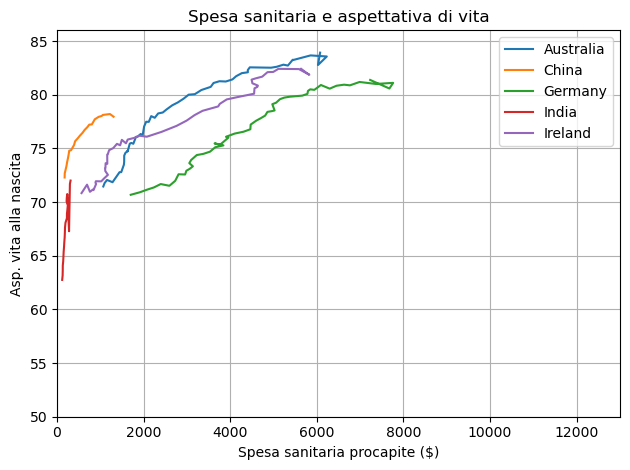 Spesa sanitaria e aspettativa di vita
Asp. vita alla nascita
85
80
75
70
65
60
55
50
Australia
China
Germany
India
Ireland
0 2000 4000 6000 8000 10000 12000
Spesa sanitaria procapite ($)